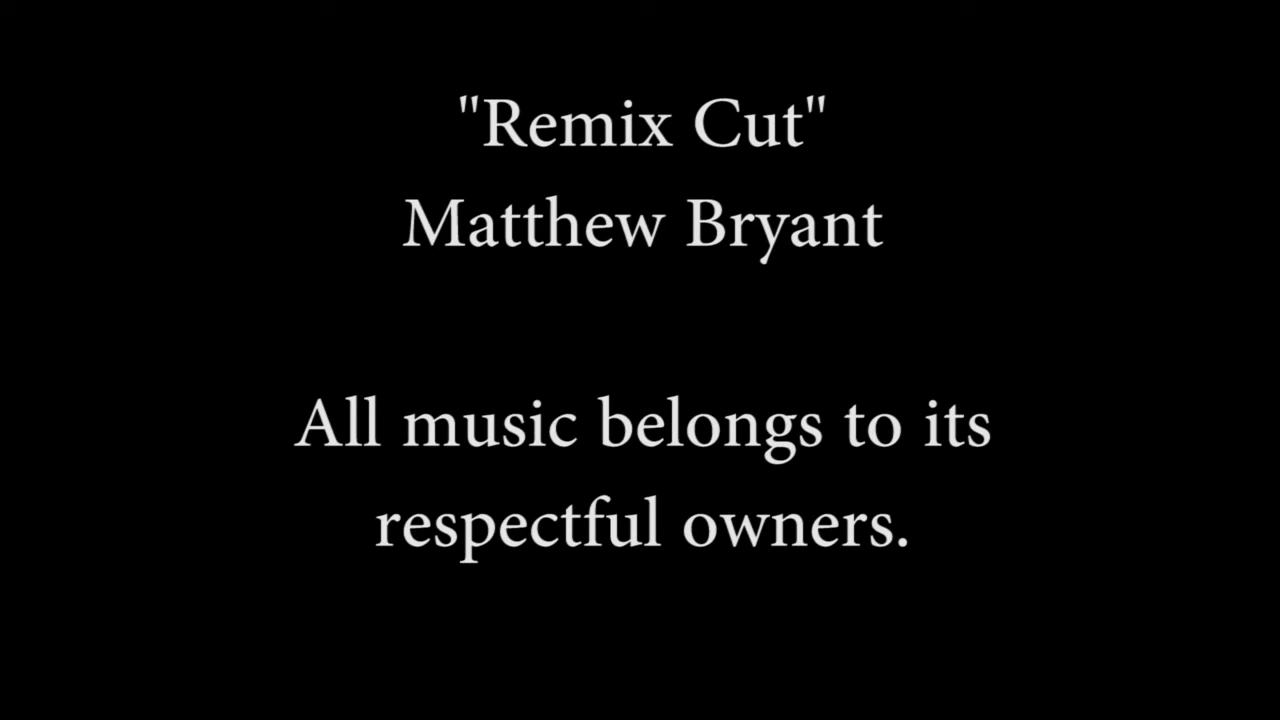 "Remix Cut"
Matthew Bryant
All music belongs to its
respectful owners.